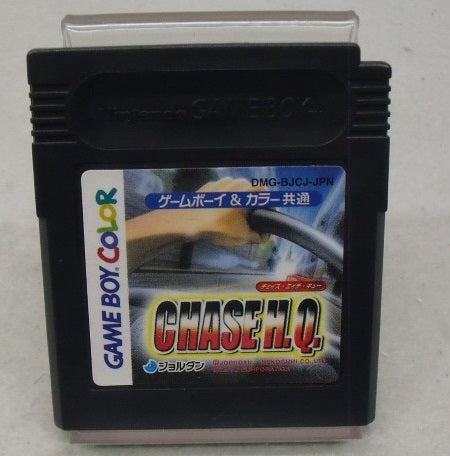 Nintendo GAME BOY
DMG-BJCJ-JPN
ゲームボーイ & カラー共通
GAME BOY COLOR
チェイス・エイチ・キュー
CHASE H.Q.
ジョルダン
CORPORATION